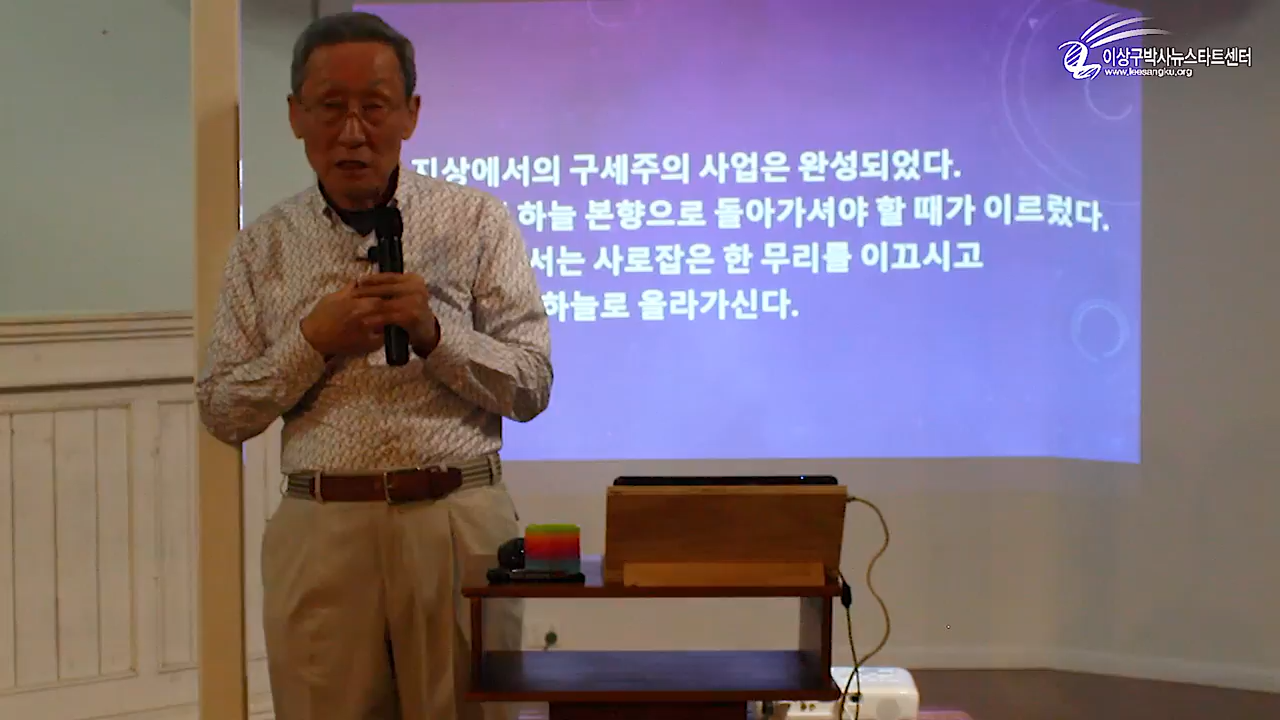 이상구박사뉴스타트센터
www.leesangku.org
지상에서의 구세주의 사업은 완성되었다.
하늘 본향으로 돌아가셔야 할 때가 이르렀다.
서는 사로잡은 한 무리를 이끄시고
하늘로 올라가신다.